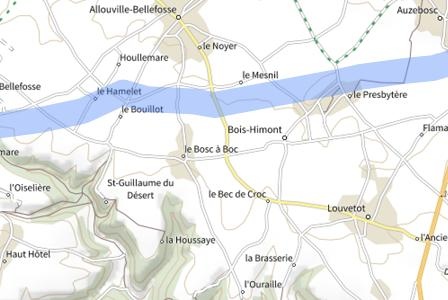 Allouville-Bellefosse
Auzebosc
le Noyer
Houllemare
le Mesnil
Bellefosse
le Hamelet
le Presbytère
le Bouillot
Bois-Himont
Flama
mare
le Bosc à Boc
l'Oiselière
St-Guillaume du
Désert
le Bec de Croc
Louvetot
la Houssaye
l'Ancie
Haut Hôtel
la Brasserie
l'Ouraille